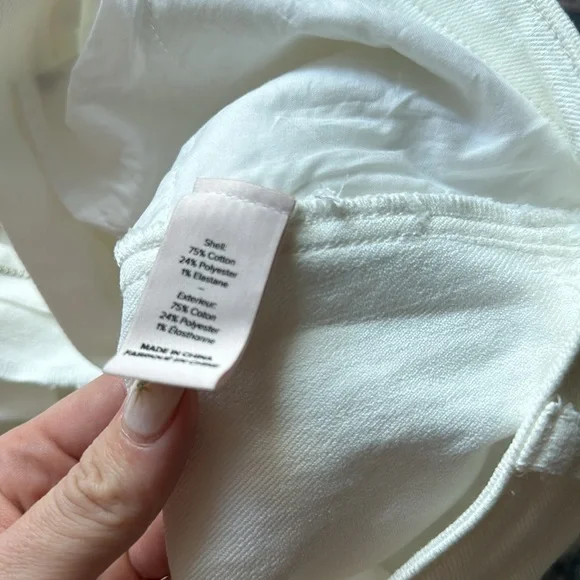 Shell:
75% Cotton
24% Polyester
1% Elastane
–
Exterieur:
75% Coton
24% Polyester
1% Élasthanne
MADE IN CHINA
FABRIQUÉ EN CHINE